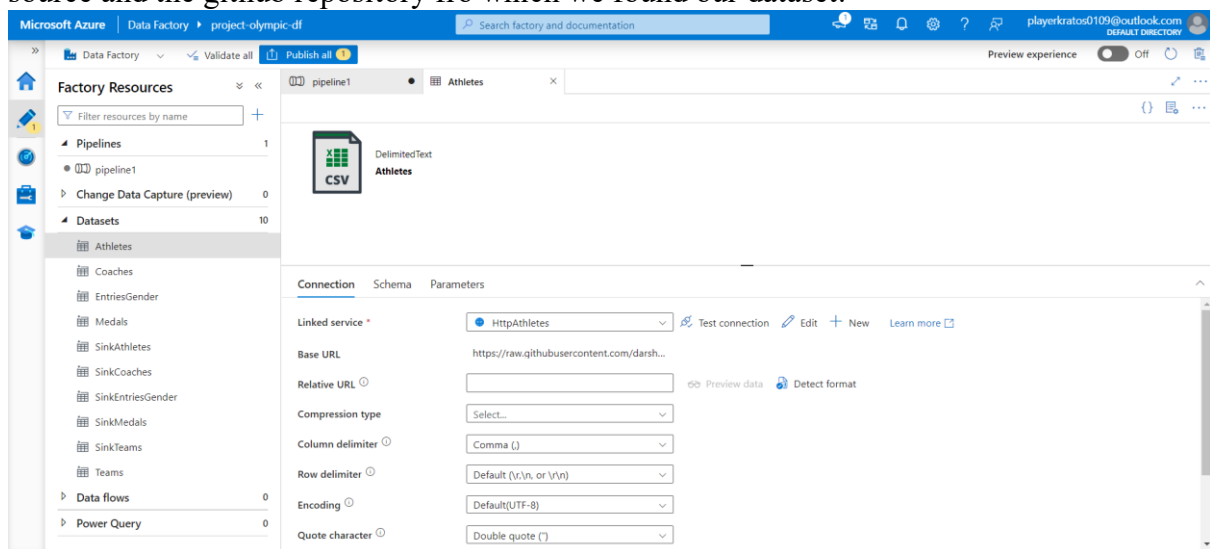 source and the github repository fro which we found our dataset.
Microsoft Azure Data Factory project-olympic-df Search factory and documentation playerkratos0109@outlook.com
DEFAULT DIRECTORY
Data Factory Validate all Publish all 1 Preview experience Off
Factory Resources
pipeline1 Athletes
Filter resources by name
Pipelines 1
pipeline1
Change Data Capture (preview) 0
Datasets 10
Athletes
Coaches
EntriesGender
Medals
SinkAthletes
SinkCoaches
SinkEntriesGender
SinkMedals
SinkTeams
Teams
Data flows 0
Power Query 0
1
CSV
DelimitedText
Athletes
Connection Schema Parameters
Linked service * HttpAthletes Test connection Edit New Learn more
Base URL https://raw.githubusercontent.com/darsh...
Relative URL Preview data Detect format
Compression type Select...
Column delimiter Comma (,)
Row delimiter Default (\r,\n, or \r\n)
Encoding Default(UTF-8)
Quote character Double quote (")